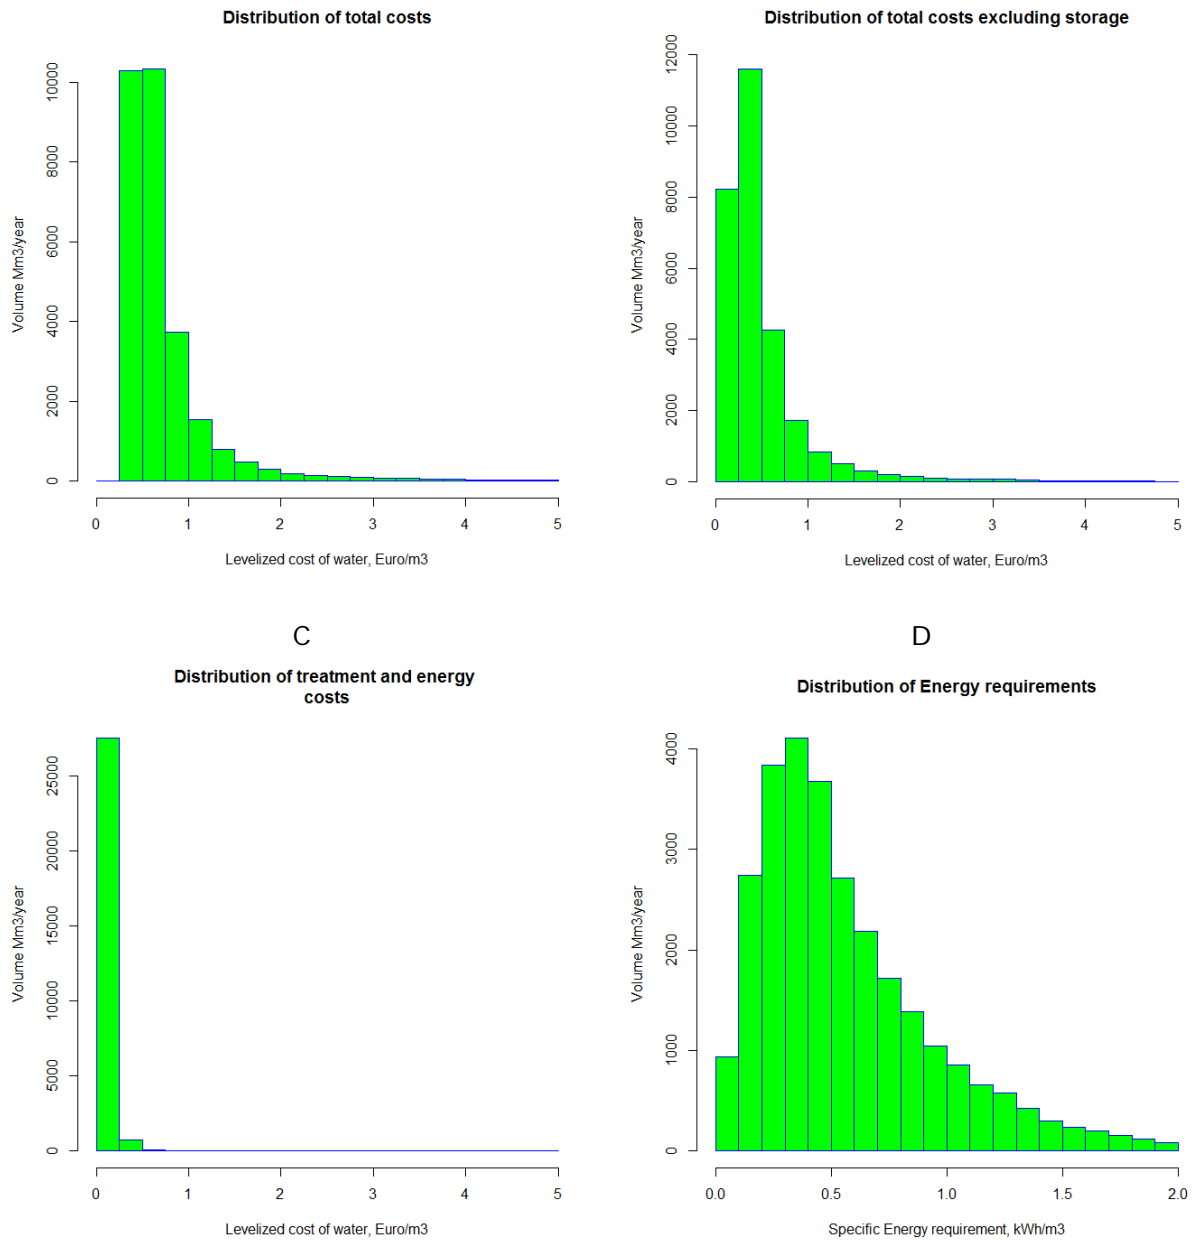 Distribution of total costs
Volume Mm3/year
10000
8000
6000
4000
2000
0
0 1 2 3 4 5
Levelized cost of water, Euro/m3
Distribution of total costs excluding storage
Volume Mm3/year
12000
10000
8000
6000
4000
2000
0
0 1 2 3 4 5
Levelized cost of water, Euro/m3
C
Distribution of treatment and energy
costs
Volume Mm3/year
25000
20000
15000
10000
5000
0
0 1 2 3 4 5
Levelized cost of water, Euro/m3
D
Distribution of Energy requirements
Volume Mm3/year
4000
3000
2000
1000
0
0.0 0.5 1.0 1.5 2.0
Specific Energy requirement, kWh/m3